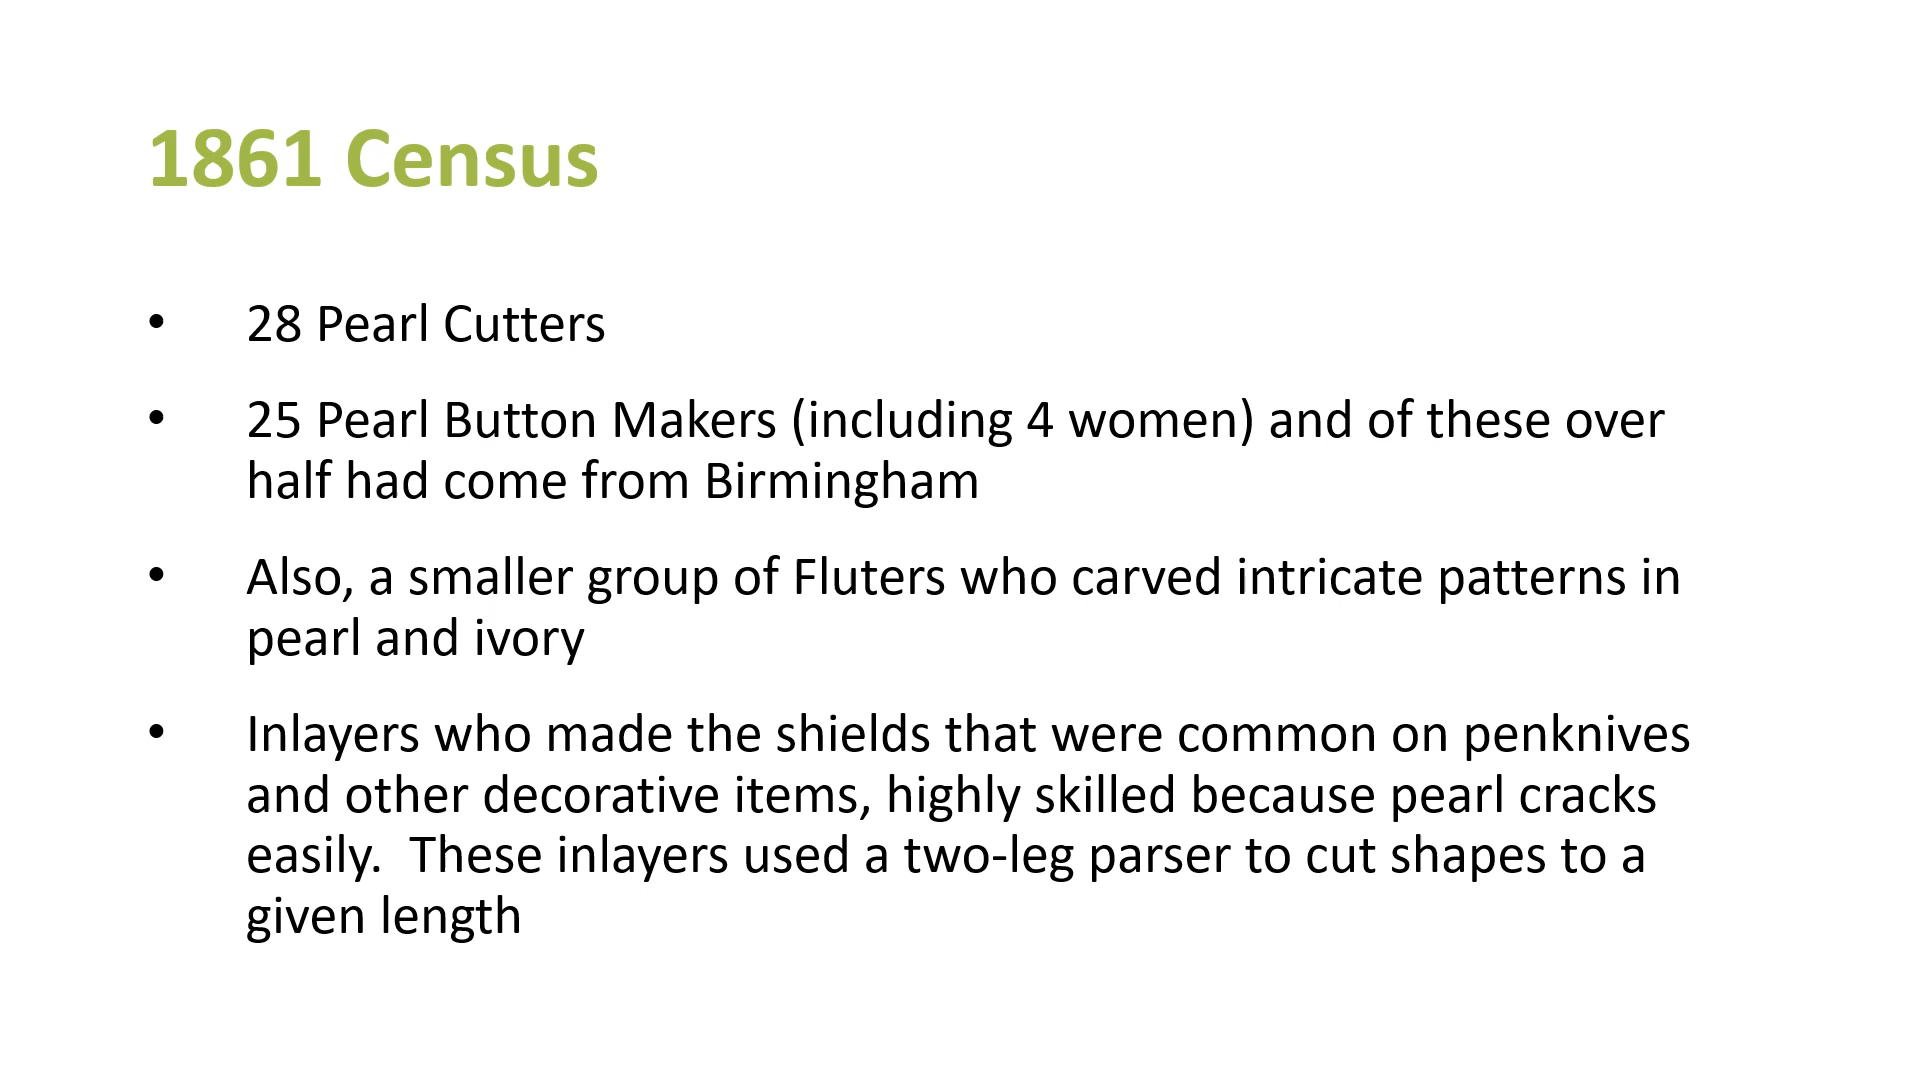 1861 Census
• 28 Pearl Cutters
• 25 Pearl Button Makers (including 4 women) and of these over
half had come from Birmingham
• Also, a smaller group of Fluters who carved intricate patterns in
pearl and ivory
• Inlayers who made the shields that were common on penknives
and other decorative items, highly skilled because pearl cracks
easily.  These inlayers used a two-leg parser to cut shapes to a
given length